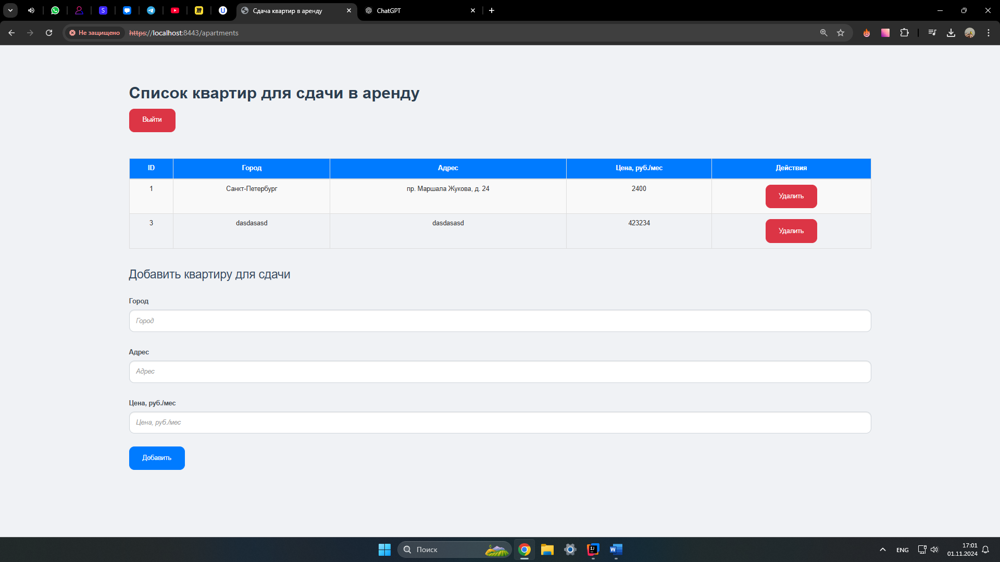 Сдача квартир в аренду
ChatGPT
Не защищено
https://localhost:8443/apartments
Список квартир для сдачи в аренду
Выйти
ID Город Адрес Цена, руб./мес Действия
1 Санкт-Петербург пр. Маршала Жукова, д. 24 2400 Удалить
3 dasdasasd dasdasasd 423234 Удалить
Добавить квартиру для сдачи
Город
Город
Адрес
Адрес
Цена, руб./мес
Цена, руб./мес
Добавить
Поиск
ENG
17:01
01.11.2024